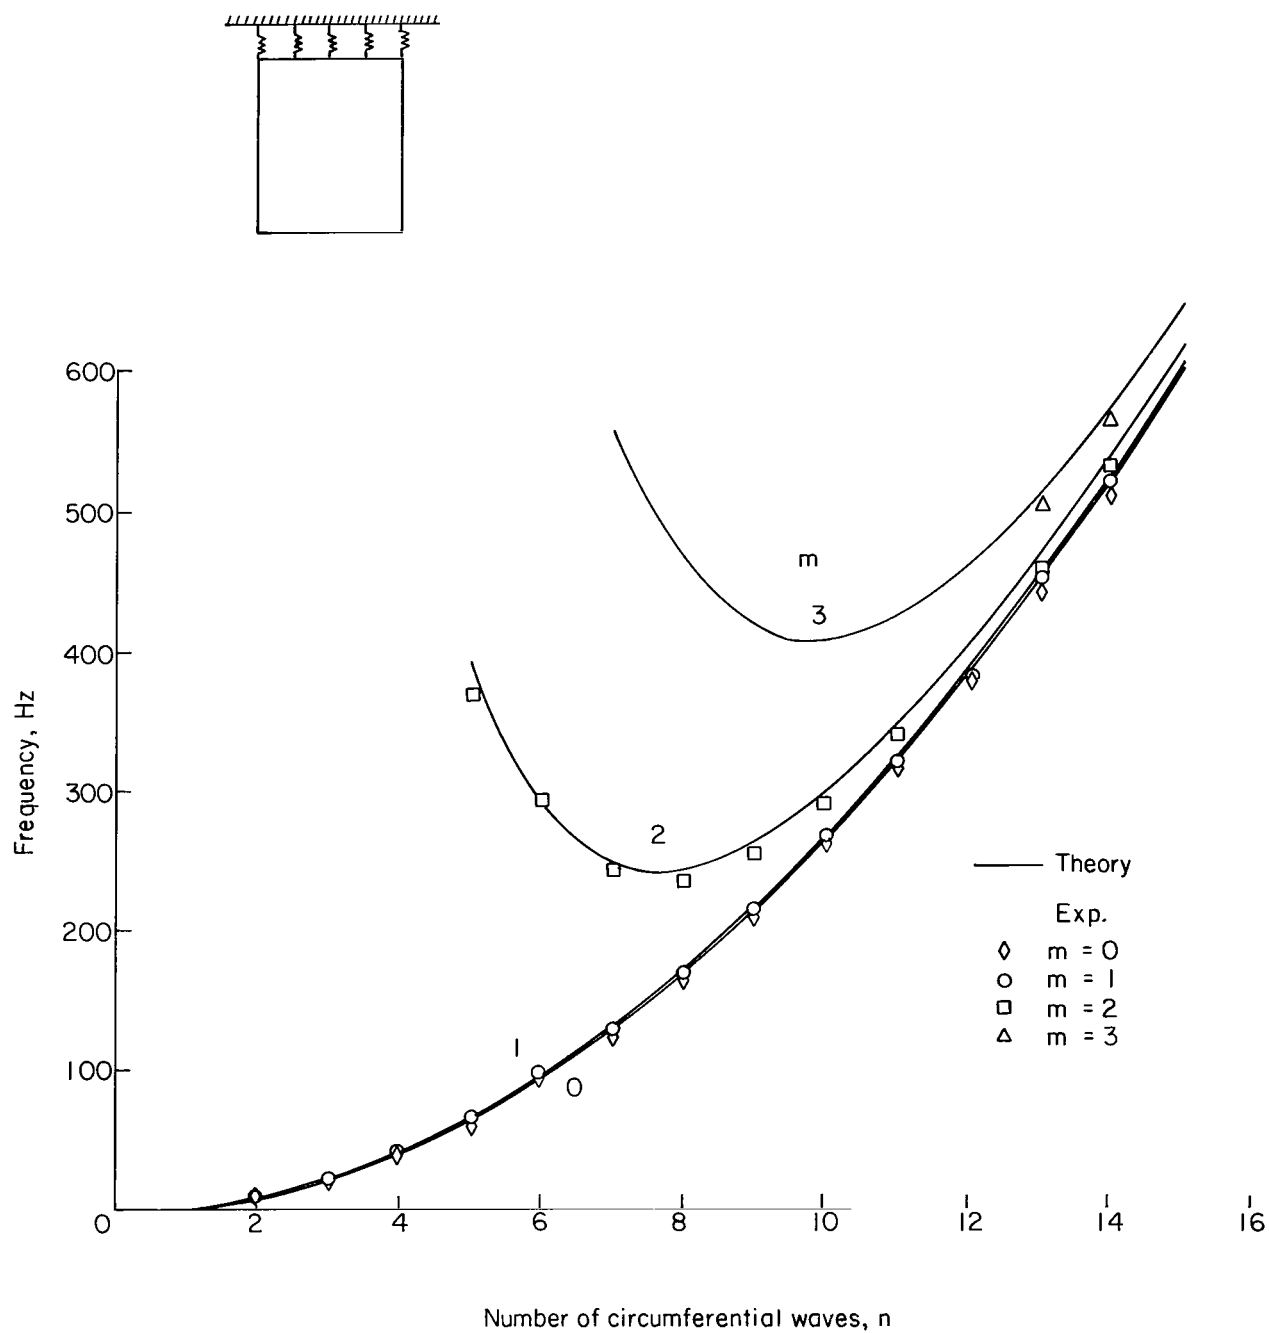 600
500
m
3
400
Frequency, Hz
300
2
Theory
Exp.
200
m = 0
m = 1
m = 2
1
m = 3
100
0
0 2 4 6 8 10 12 14 16
Number of circumferential waves, n